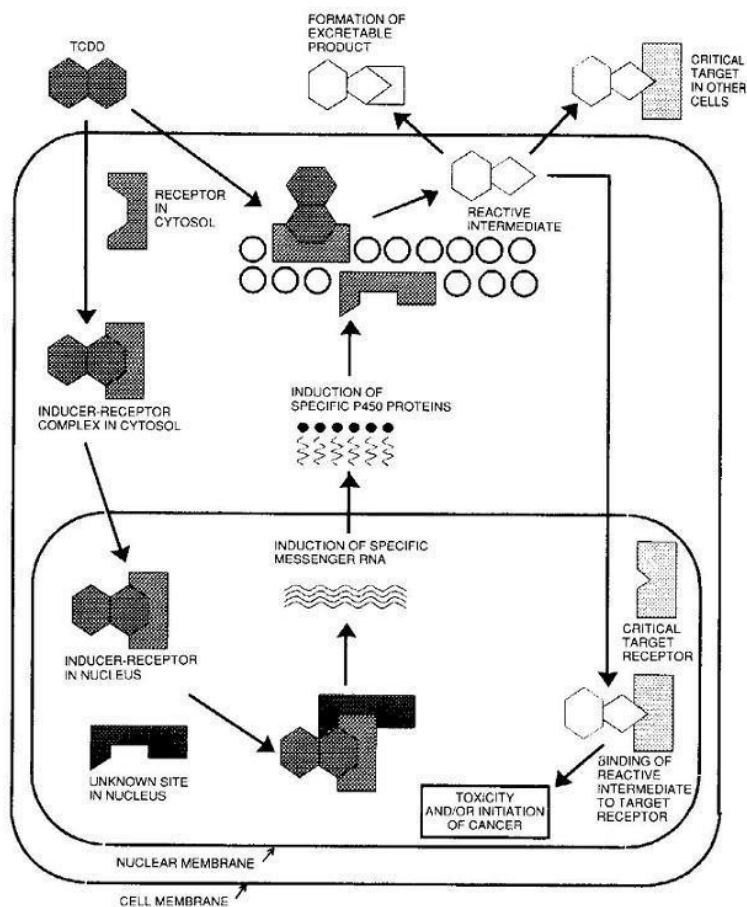 TCDD
FORMATION OF
EXCRETABLE
PRODUCT
CRITICAL
TARGET
IN OTHER
CELLS
RECEPTOR
IN
CYTOSOL
REACTIVE
INTERMEDIATE
INDUCER-RECEPTOR
COMPLEX IN CYTOSOL
INDUCTION OF
SPECIFIC P450 PROTEINS
INDUCTION OF SPECIFIC
MESSENGER RNA
CRITICAL
TARGET
RECEPTOR
INDUCER-RECEPTOR
IN NUCLEUS
UNKNOWN SITE
IN NUCLEUS
BINDING OF
REACTIVE
INTERMEDIATE
TO TARGET
RECEPTOR
TOXICITY
AND/OR INITIATION
OF CANCER
NUCLEAR MEMBRANE
CELL MEMBRANE